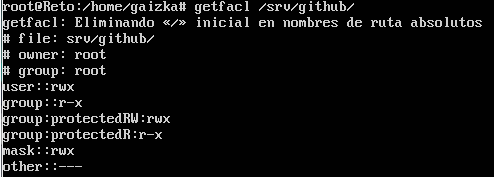 root@Reto:/home/gaizka# getfacl /srv/github/
getfacl: Eliminando «/» inicial en nombres de ruta absolutos
# file: srv/github/
# owner: root
# group: root
user::rwx
group::r-x
group:protectedRW:rwx
group:protectedR:r-x
mask::rwx
other::---